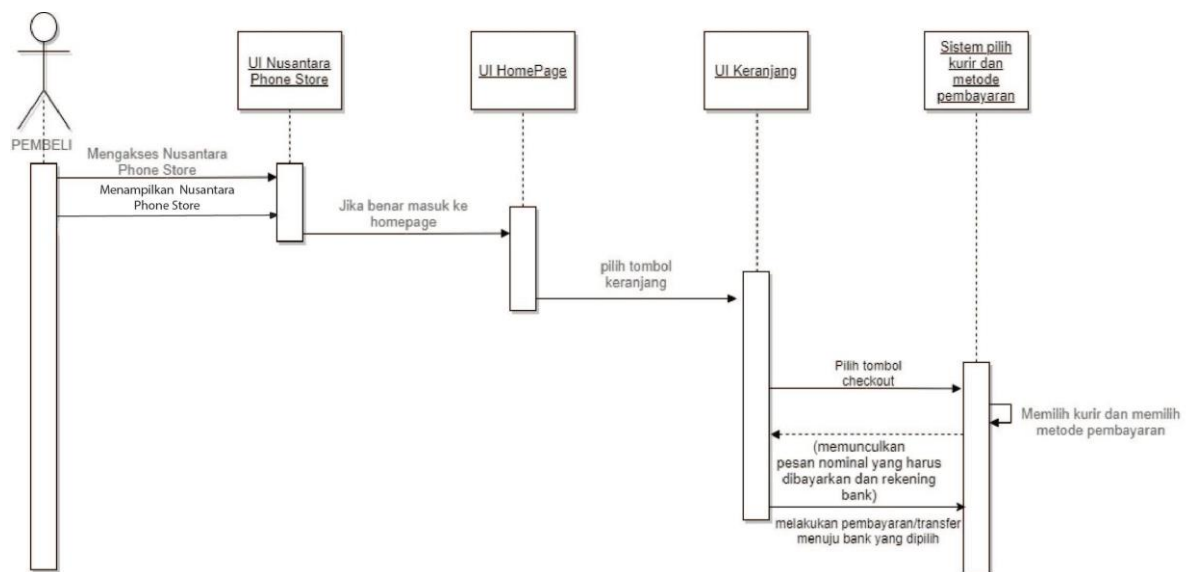 UI Nusantara
Phone Store
UI HomePage
UI Keranjang
Sistem pilih
kurir dan
metode
pembayaran
PEMBELI
Mengakses Nusantara
Phone Store
Menampilkan Nusantara
Phone Store
Jika benar masuk ke
homepage
pilih tombol
keranjang
Pilih tombol
checkout
Memilih kurir dan memilih
metode pembayaran
(memunculkan
pesan nominal yang harus
dibayarkan dan rekening
bank)
melakukan pembayaran/transfer
menuju bank yang dipilih